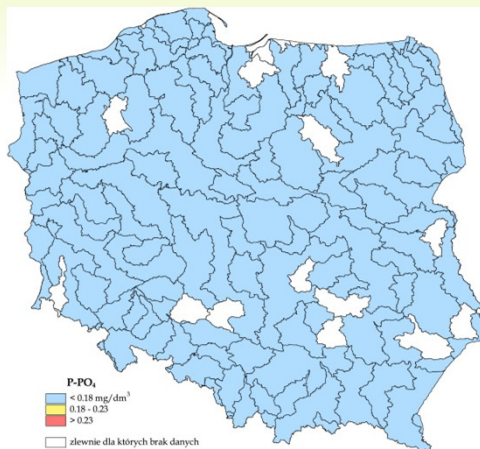 P-PO₄
< 0.18 mg/dm³
0.18 - 0.23
> 0.23
zlewnie dla których brak danych